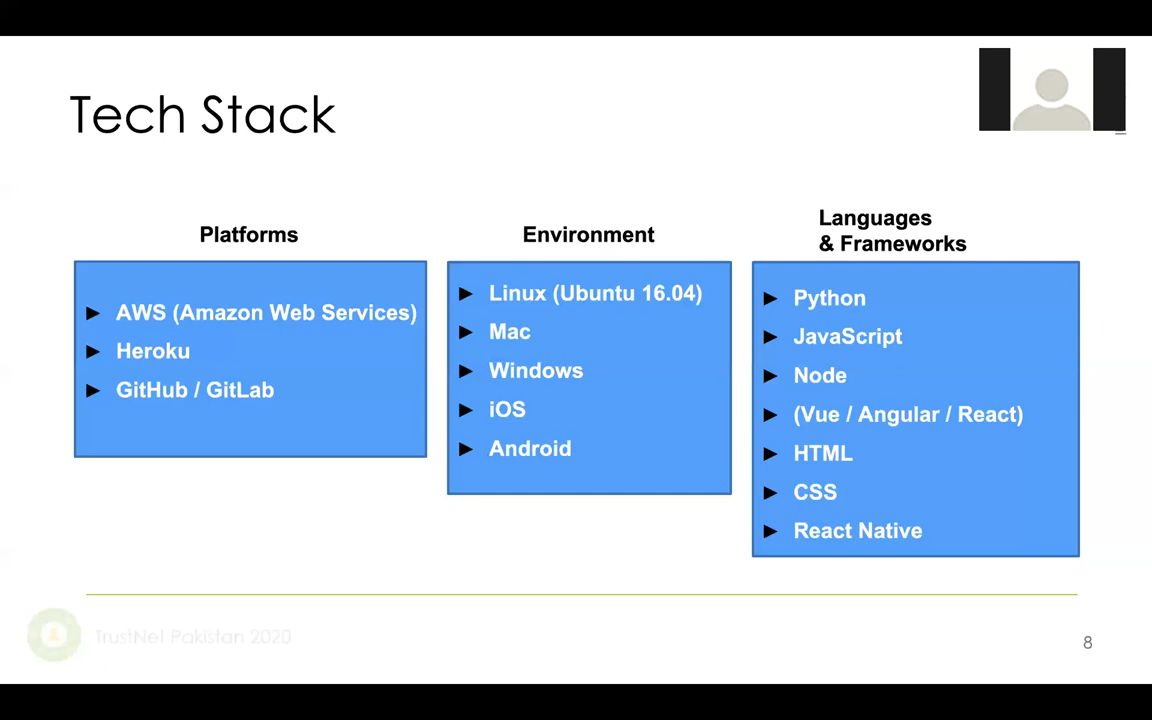 Tech Stack
Platforms
AWS (Amazon Web Services)
Heroku
GitHub / GitLab
Environment
Linux (Ubuntu 16.04)
Mac
Windows
iOS
Android
Languages
& Frameworks
Python
JavaScript
Node
(Vue / Angular / React)
HTML
CSS
React Native
TrustNet Pakistan 2020
8